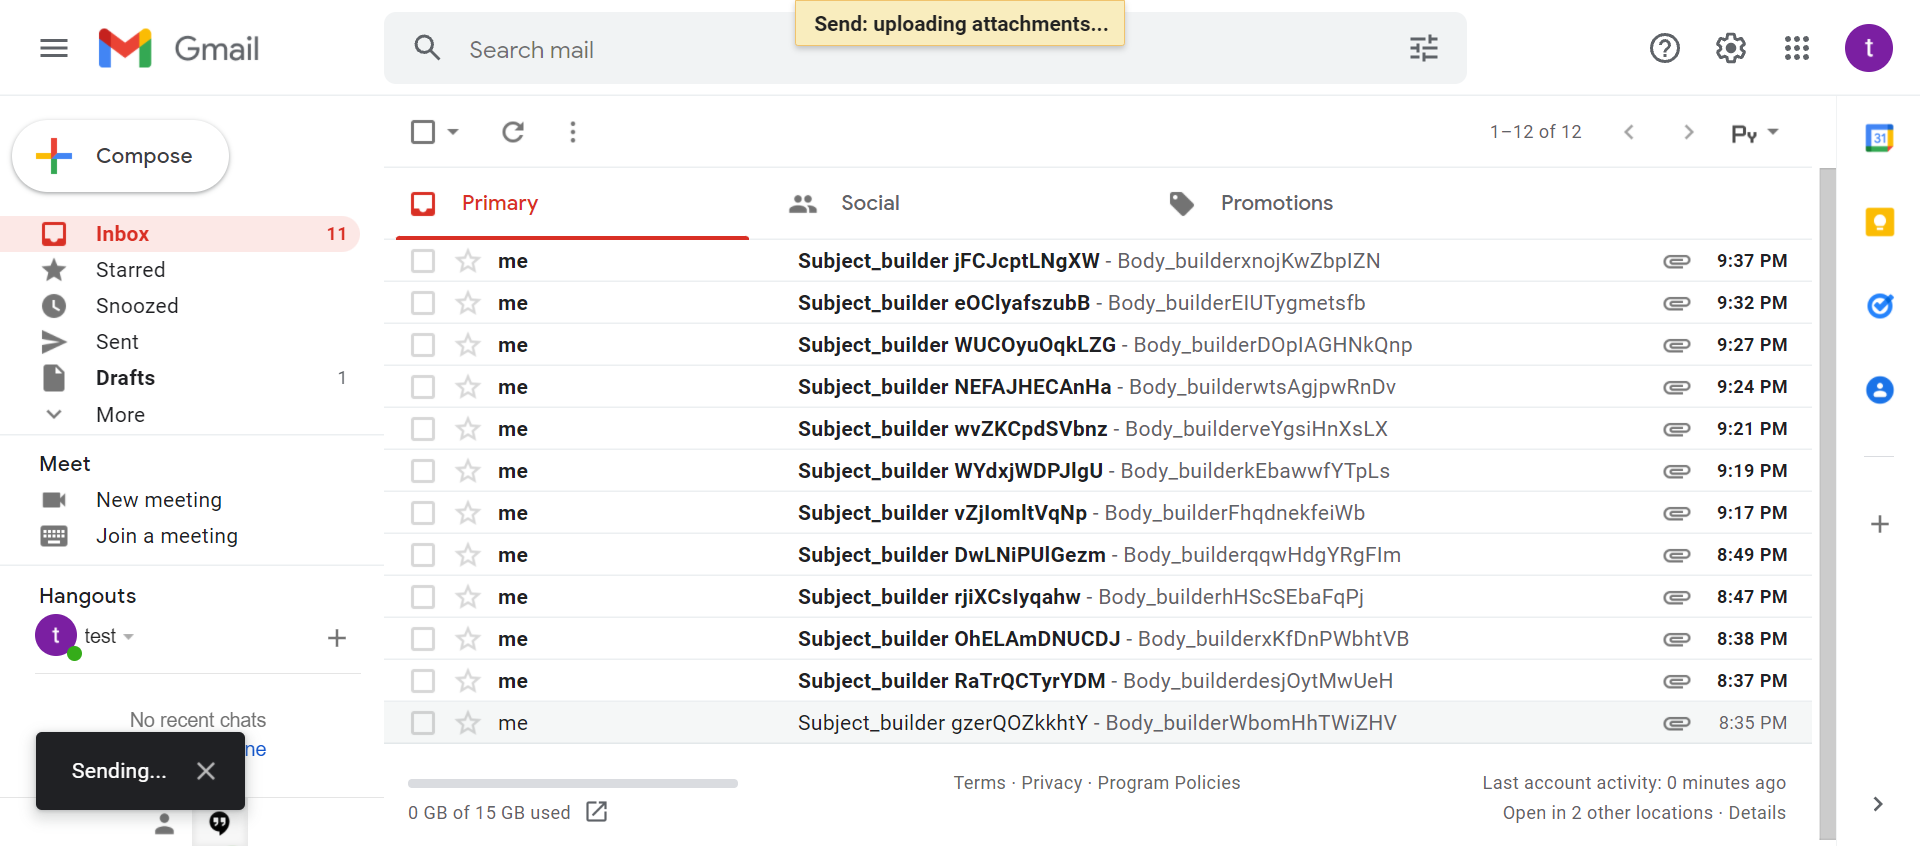 Gmail
Search mail
Send: uploading attachments...
t
Compose
1–12 of 12
Py
31
Inbox 11
Starred
Snoozed
Sent
Drafts 1
More
Meet
New meeting
Join a meeting
Hangouts
t test
No recent chats
ne
Sending...
Primary
Social
Promotions
me Subject_builder jFCJcptLNgXW - Body_builderxnojKwZbpIZN 9:37 PM
me Subject_builder eOClyafszubB - Body_builderEIUTygmetsfb 9:32 PM
me Subject_builder WUCOyuOqkLZG - Body_builderDOpIAGHNkQnp 9:27 PM
me Subject_builder NEFAJHECAnHa - Body_builderwtsAgjpwRnDv 9:24 PM
me Subject_builder wvZKCpdSVbnz - Body_builderveYgsiHnXsLX 9:21 PM
me Subject_builder WYdxjWDPJlgU - Body_builderkEbawwfYTpLs 9:19 PM
me Subject_builder vZjIomltVqNp - Body_builderFhqdnekfeiWb 9:17 PM
me Subject_builder DwLNiPUlGezm - Body_builderqqwHdgYRgFIm 8:49 PM
me Subject_builder rjiXCsIyqahw - Body_builderhHScSEbaFqPj 8:47 PM
me Subject_builder OhELAmDNUCDJ - Body_builderxKfDnPWbhtVB 8:38 PM
me Subject_builder RaTrQCTyrYDM - Body_builderdesjOytMwUeH 8:37 PM
me Subject_builder gzerQOZkkhtY - Body_builderWbomHhTWiZHV 8:35 PM
0 GB of 15 GB used
Terms · Privacy · Program Policies
Last account activity: 0 minutes ago
Open in 2 other locations · Details